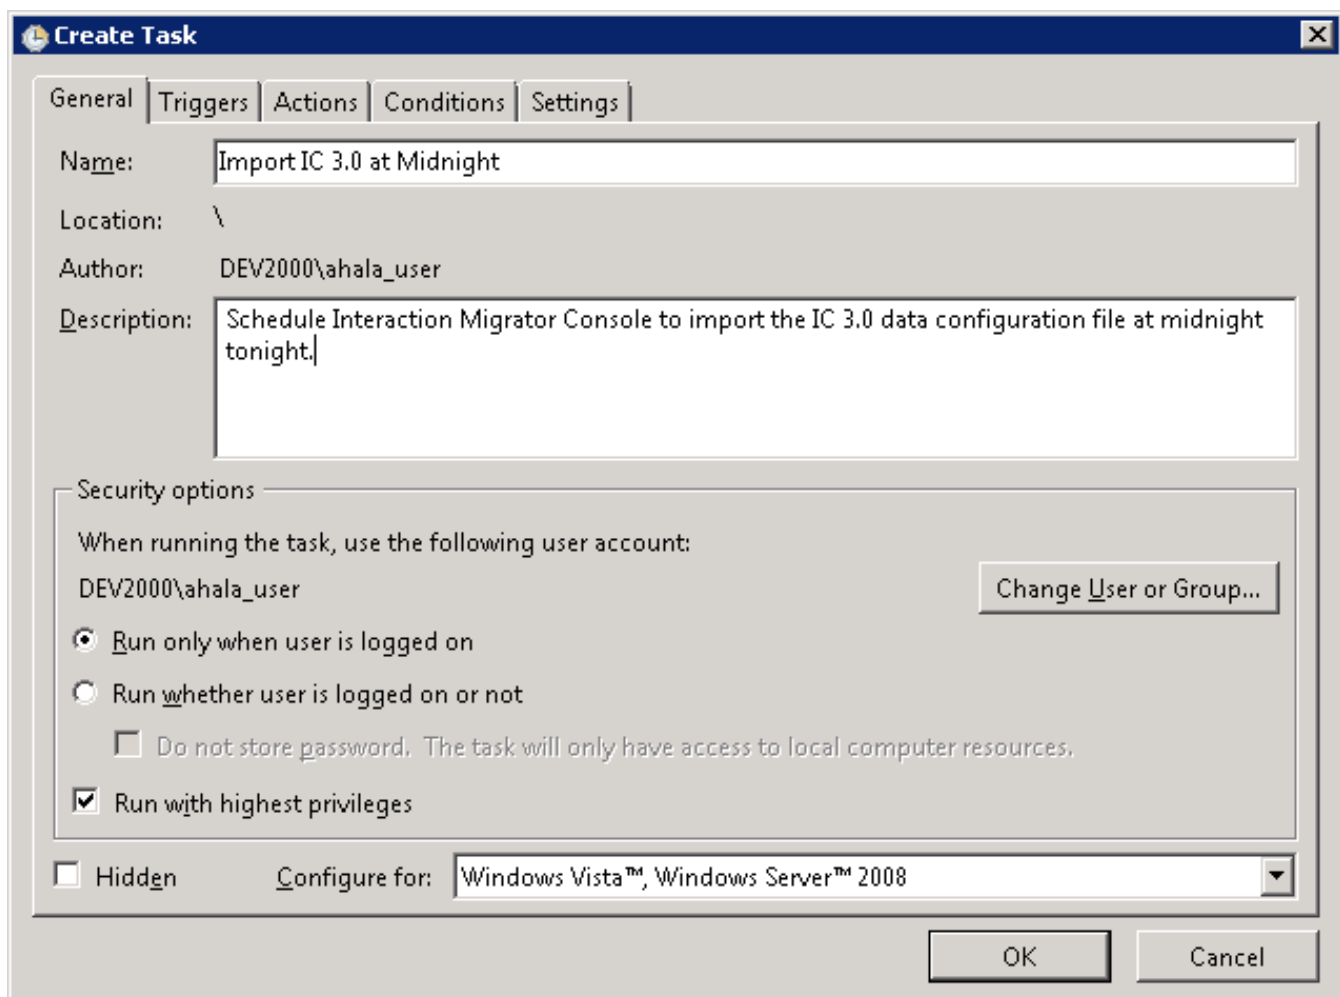 Create Task
General Triggers Actions Conditions Settings
Name: Import IC 3.0 at Midnight
Location: \
Author: DEV2000\ahala_user
Description: Schedule Interaction Migrator Console to import the IC 3.0 data configuration file at midnight
tonight.
Security options
When running the task, use the following user account:
DEV2000\ahala_user Change User or Group...
Run only when user is logged on
Run whether user is logged on or not
Do not store password. The task will only have access to local computer resources.
Run with highest privileges
Hidden Configure for: Windows Vista™, Windows Server™ 2008
OK Cancel